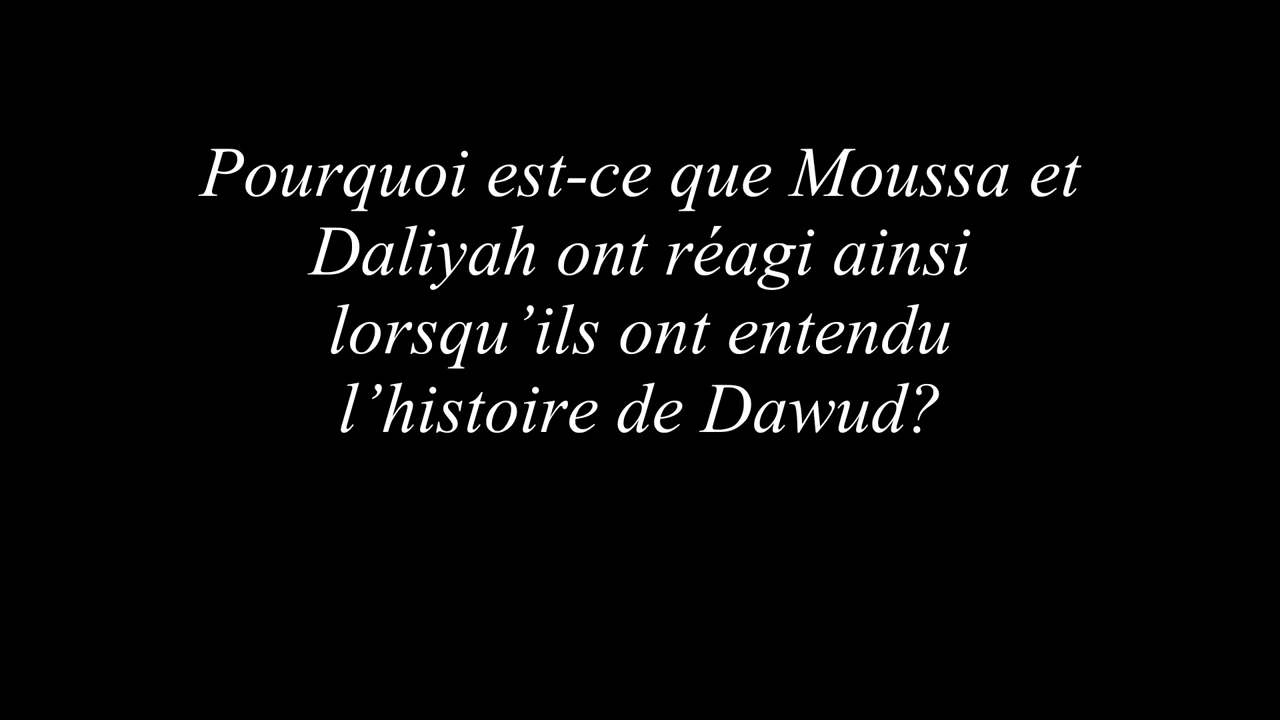 Pourquoi est-ce que Moussa et
Daliyah ont réagi ainsi
lorsqu’ils ont entendu
l’histoire de Dawud?